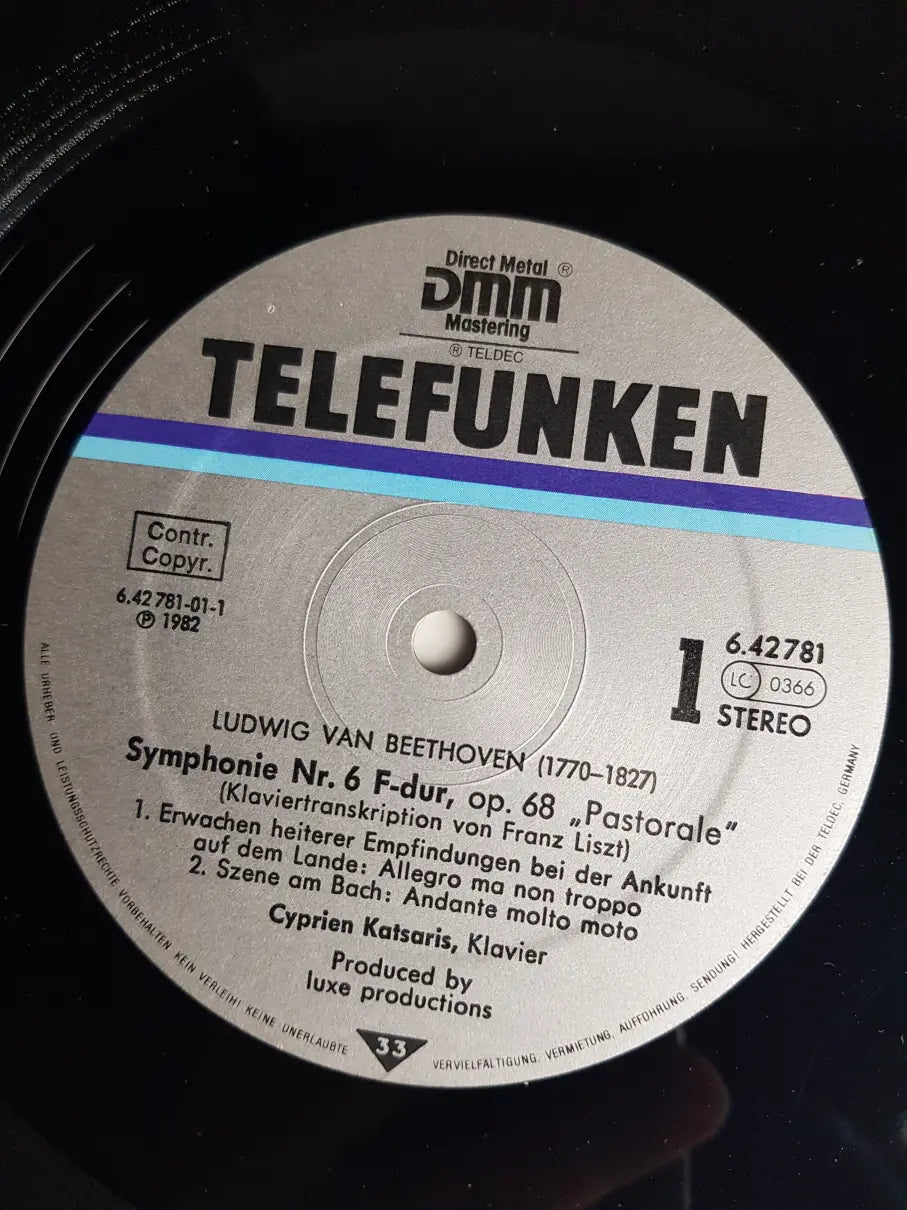 Direct Metal ®
DMM
Mastering
® TELDEC
TELEFUNKEN
Contr.
Copyr.
6.42781-01-1
℗ 1982
1
6.42781
LC 0366
STEREO
LUDWIG VAN BEETHOVEN (1770–1827)
Symphonie Nr. 6 F-dur, op. 68 „Pastorale“
(Klaviertranskription von Franz Liszt)
1. Erwachen heiterer Empfindungen bei der Ankunft
auf dem Lande: Allegro ma non troppo
2. Szene am Bach: Andante molto moto
Cyprien Katsaris, Klavier
Produced by
luxe productions
ALLE URHEBER- UND LEISTUNGSSCHUTZRECHTE VORBEHALTEN. KEIN VERLEIH! KEINE UNERLAUBTE
33
VERVIELFÄLTIGUNG, VERMIETUNG, AUFFÜHRUNG, SENDUNG! HERGESTELLT BEI DER TELDEC, GERMANY